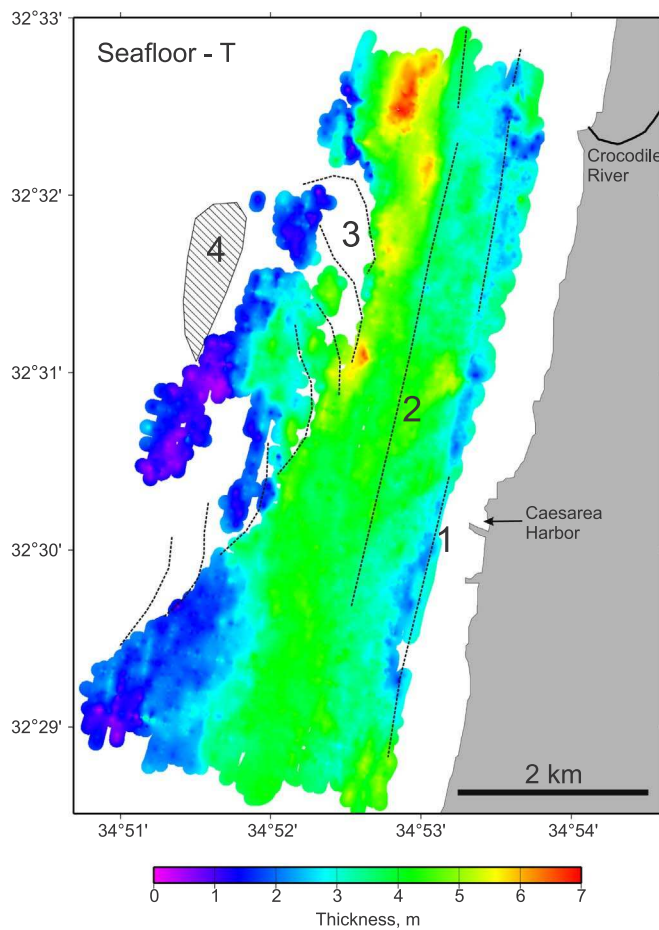 32°33'
Seafloor - T
Crocodile
River
32°32'
3
4
32°31'
2
1
Caesarea
Harbor
32°30'
32°29'
2 km
34°51' 34°52' 34°53' 34°54'
0 1 2 3 4 5 6 7
Thickness, m